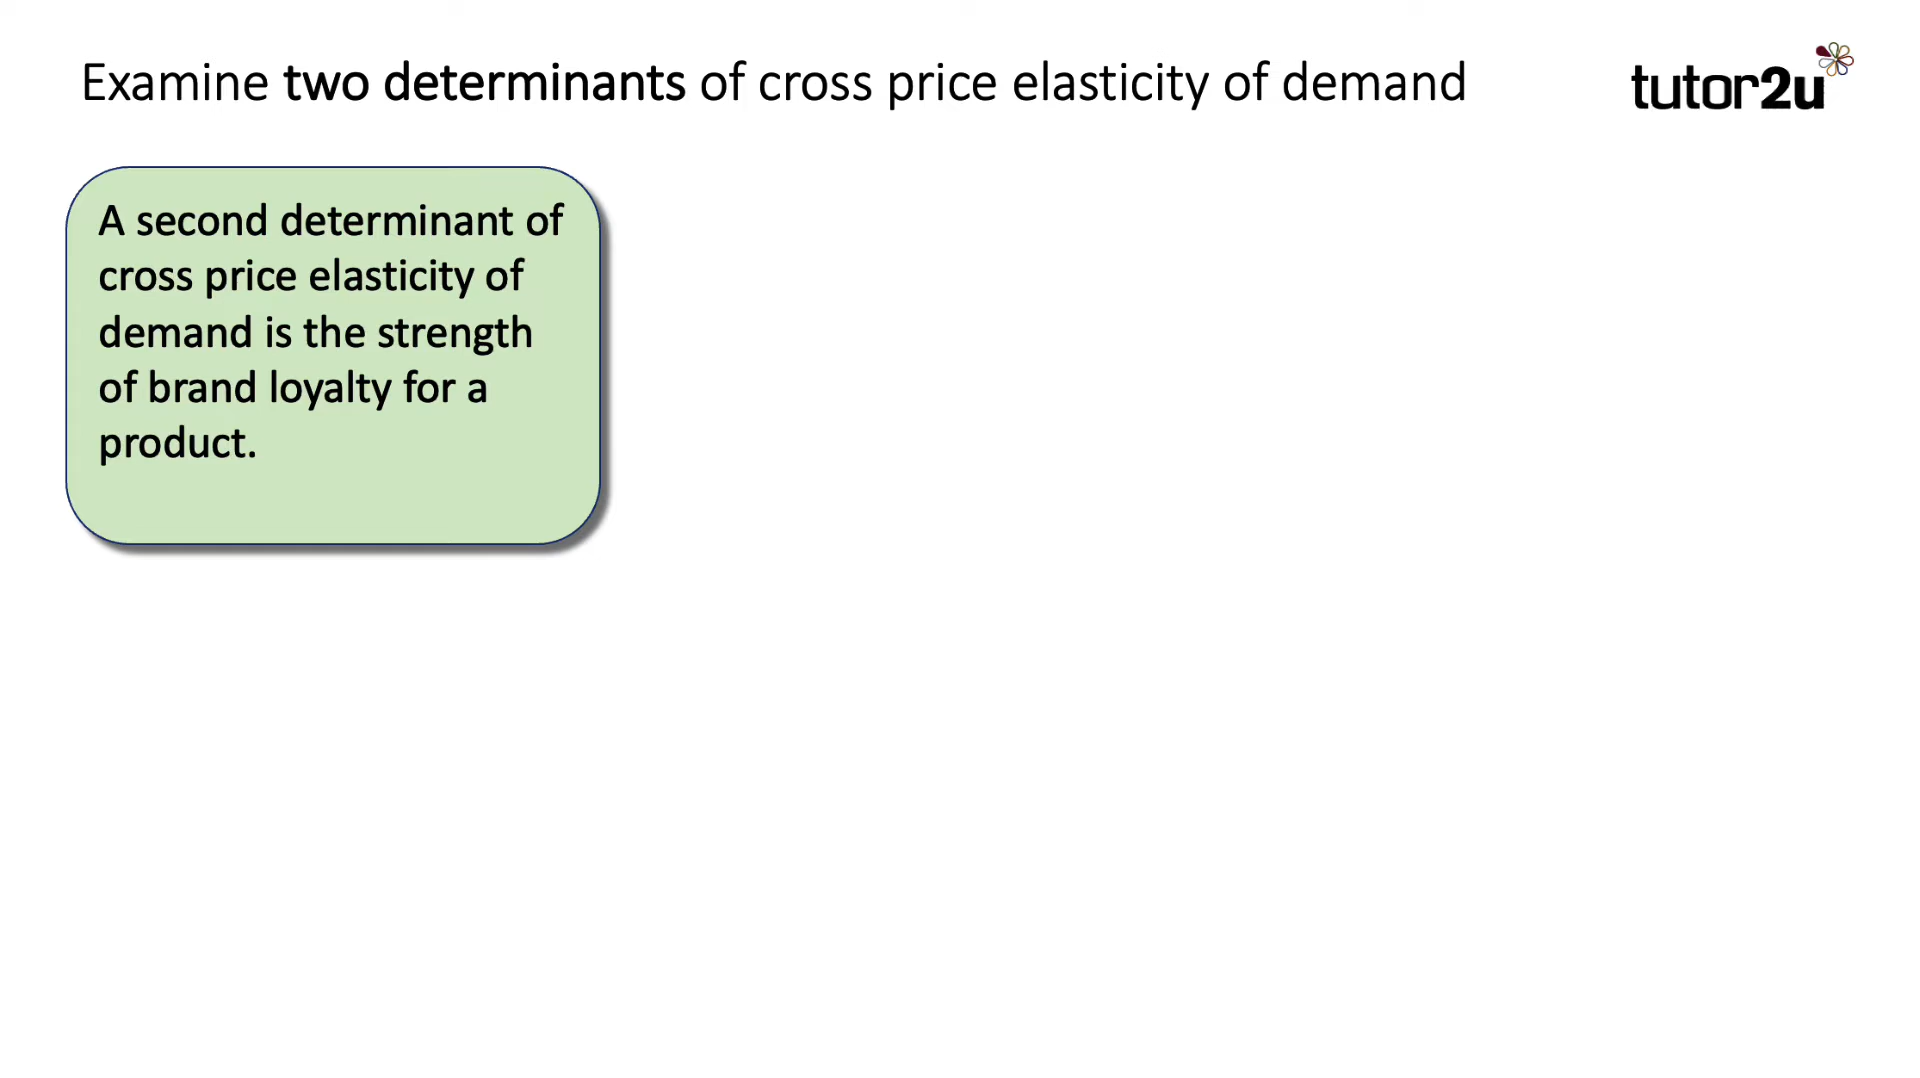 Examine two determinants of cross price elasticity of demand
tutor2u
A second determinant of
cross price elasticity of
demand is the strength
of brand loyalty for a
product.